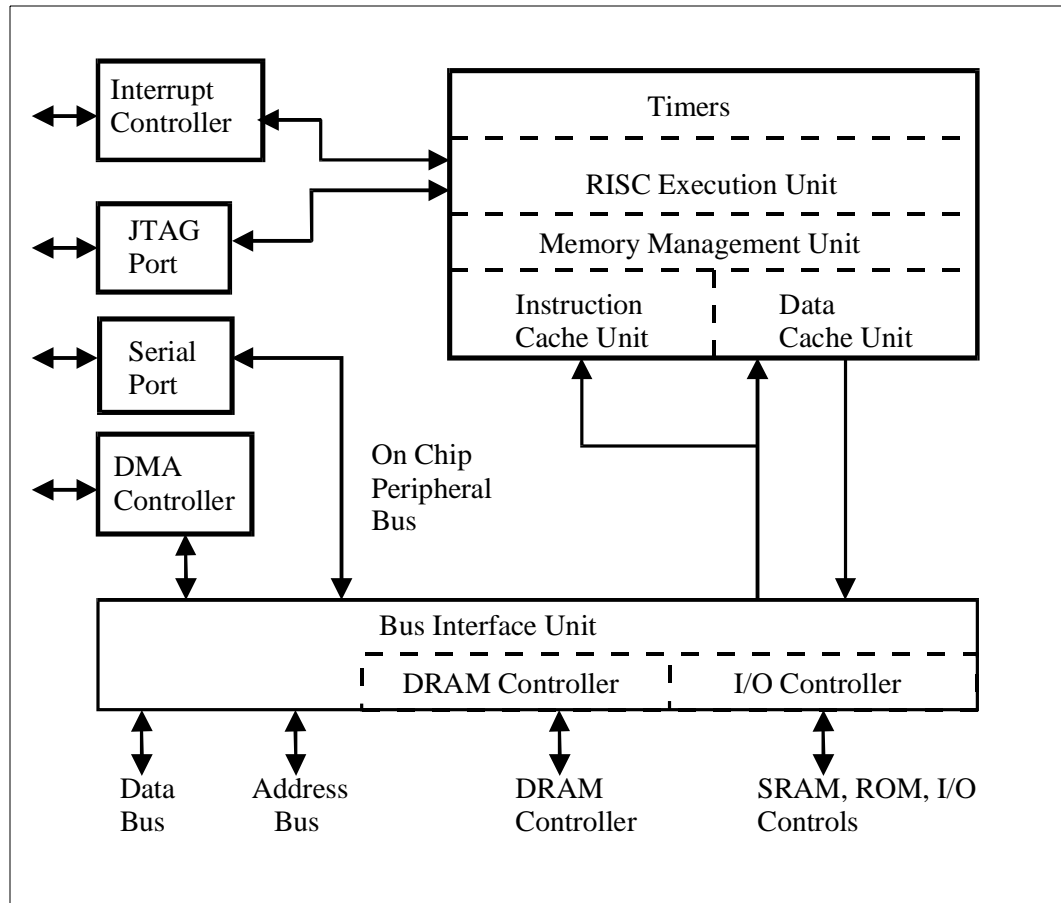 Interrupt
Controller
Timers
RISC Execution Unit
JTAG
Port
Memory Management Unit
Instruction
Cache Unit
Data
Cache Unit
Serial
Port
On Chip
Peripheral
Bus
DMA
Controller
Bus Interface Unit
DRAM Controller
I/O Controller
Data
Bus
Address
Bus
DRAM
Controller
SRAM, ROM, I/O
Controls